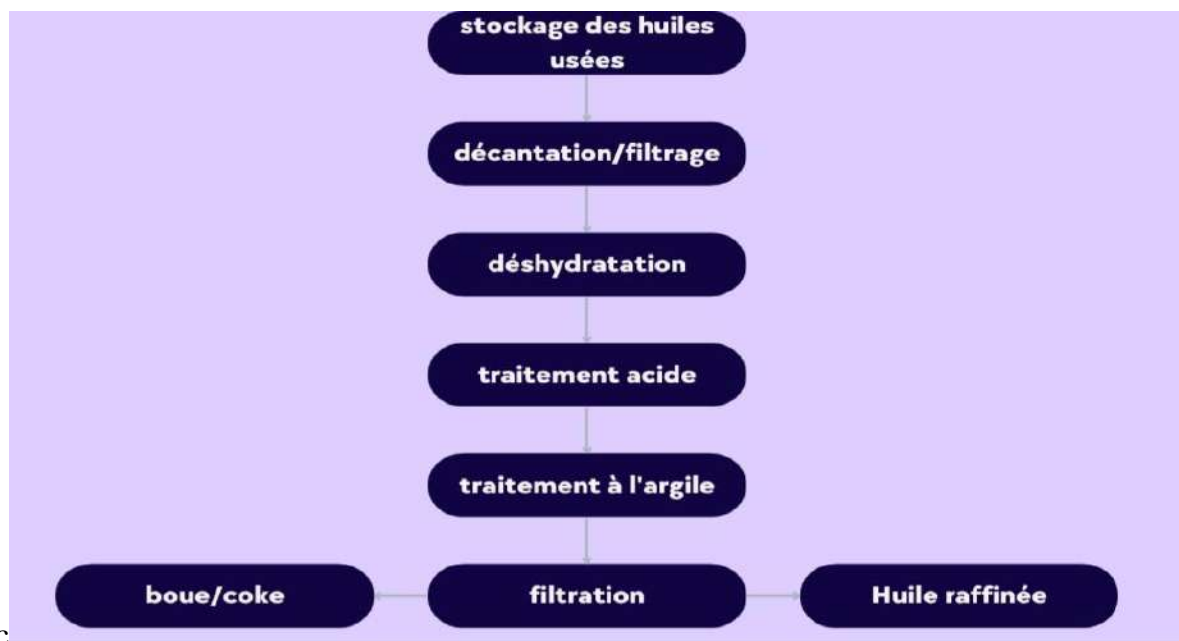 stockage des huiles
usées
décantation/filtrage
déshydratation
traitement acide
traitement à l'argile
boue/coke
filtration
Huile raffinée